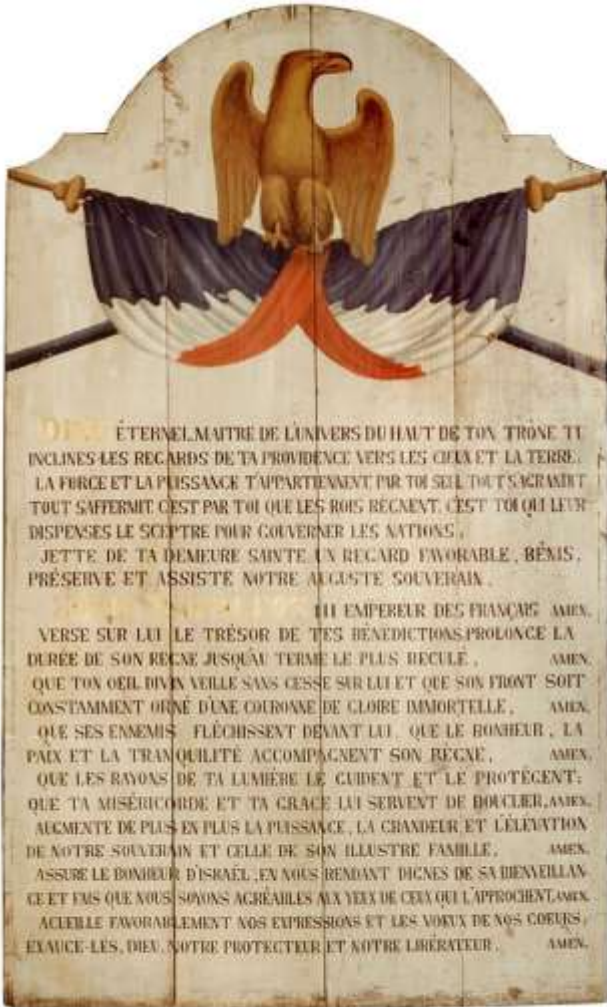 DIEU ÉTERNEL, MAITRE DE L'UNIVERS DU HAUT DE TON TRÔNE TU
INCLINES LES REGARDS DE TA PROVIDENCE VERS LES CIEUX ET LA TERRE.
LA FORCE ET LA PUISSANCE T'APPARTIENNENT, PAR TOI SEUL TOUT S'AGRANDIT
TOUT S'AFFERMIT, C'EST PAR TOI QUE LES ROIS RÈGNENT, C'EST TOI QUI LEUR
DISPENSES LE SCEPTRE POUR GOUVERNER LES NATIONS,
JETTE DE TA DEMEURE SAINTE UN REGARD FAVORABLE, BÉNIS,
PRÉSERVE ET ASSISTE NOTRE AUGUSTE SOUVERAIN,
III EMPEREUR DES FRANÇAIS AMEN.
VERSE SUR LUI LE TRÉSOR DE TES BÉNÉDICTIONS, PROLONGE LA
DURÉE DE SON RÈGNE JUSQU'AU TERME LE PLUS RECULÉ, AMEN.
QUE TON OEIL DIVIN VEILLE SANS CESSE SUR LUI ET QUE SON FRONT SOIT
CONSTAMMENT ORNÉ D'UNE COURONNE DE GLOIRE IMMORTELLE, AMEN.
QUE SES ENNEMIS FLÉCHISSENT DEVANT LUI, QUE LE BONHEUR, LA
PAIX ET LA TRANQUILITÉ ACCOMPAGNENT SON RÈGNE, AMEN.
QUE LES RAYONS DE TA LUMIÈRE LE GUIDENT ET LE PROTÉGENT;
QUE TA MISÉRICORDE ET TA GRACE LUI SERVENT DE BOUCLIER, AMEN.
AUGMENTE DE PLUS EN PLUS LA PUISSANCE, LA GRANDEUR ET L'ÉLEVATION
DE NOTRE SOUVERAIN ET CELLE DE SON ILLUSTRE FAMILLE, AMEN.
ASSURE LE BONHEUR D'ISRAËL, EN NOUS RENDANT DIGNES DE SA BIENVEILLAN-
CE ET FAIS QUE NOUS SOYONS AGRÉABLES AUX YEUX DE CEUX QUI L'APPROCHENT, AMEN.
ACUEILLE FAVORABLEMENT NOS EXPRESSIONS ET LES VOEUX DE NOS COEURS,
EXAUCE-LES, DIEU, NOTRE PROTECTEUR ET NOTRE LIBÉRATEUR, AMEN.